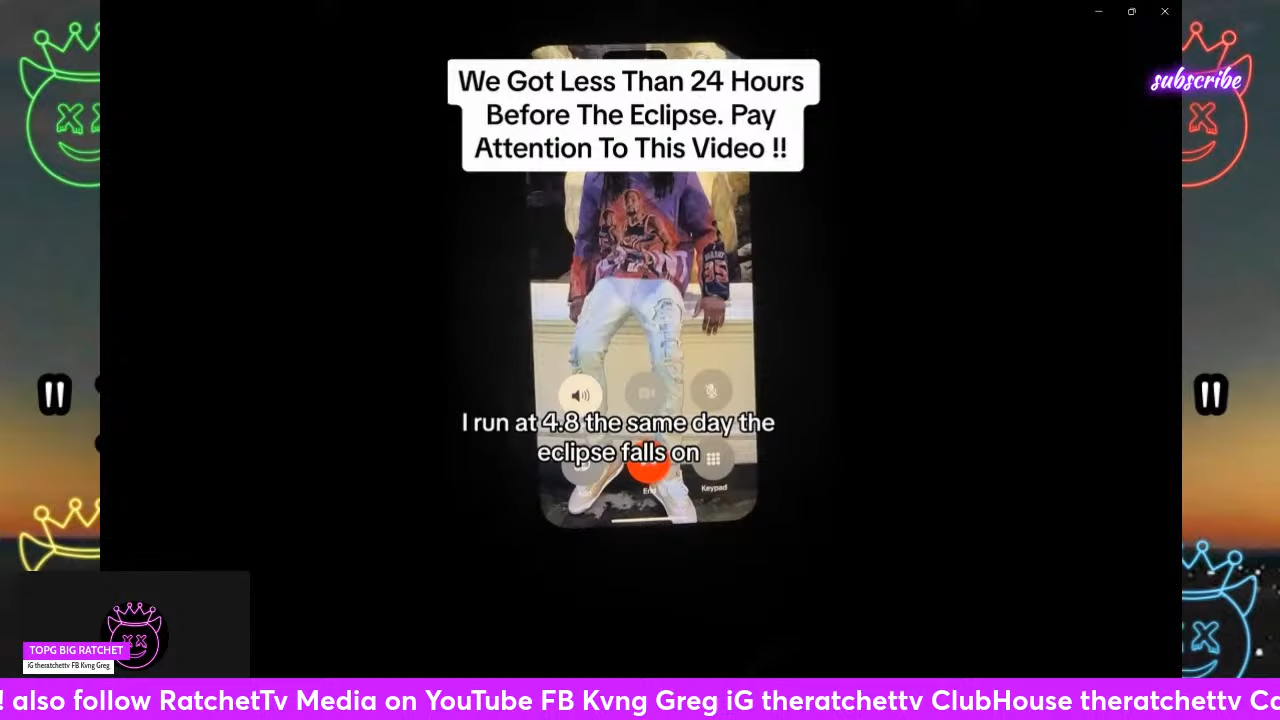 We Got Less Than 24 Hours
Before The Eclipse. Pay
Attention To This Video !!
subscribe
I run at 4.8 the same day the
eclipse falls on
End
Keypad
TOPG BIG RATCHET
iG theratchettv FB Kvng Greg
! also follow RatchetTv Media on YouTube FB Kvng Greg iG theratchettv ClubHouse theratchettv Ca